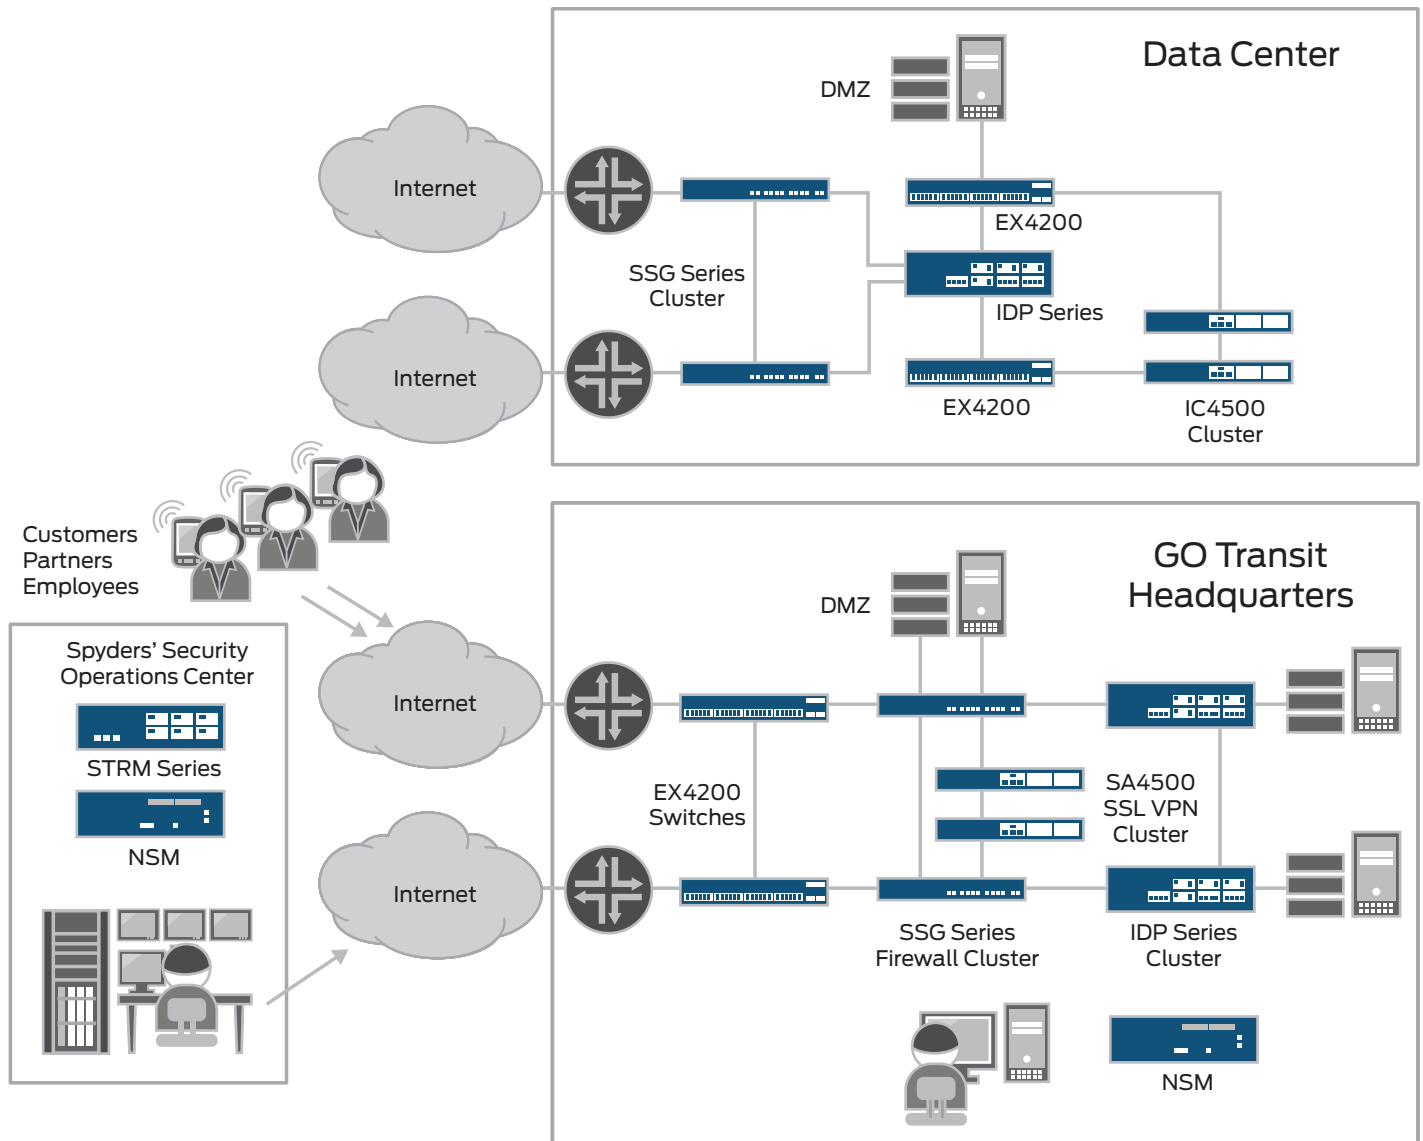 Data Center
DMZ
Internet
EX4200
SSG Series
Cluster
IDP Series
Internet
EX4200
IC4500
Cluster
Customers
Partners
Employees
GO Transit
Headquarters
DMZ
Spyders’ Security
Operations Center
Internet
STRM Series
EX4200
Switches
SA4500
SSL VPN
Cluster
NSM
Internet
SSG Series
Firewall Cluster
IDP Series
Cluster
NSM